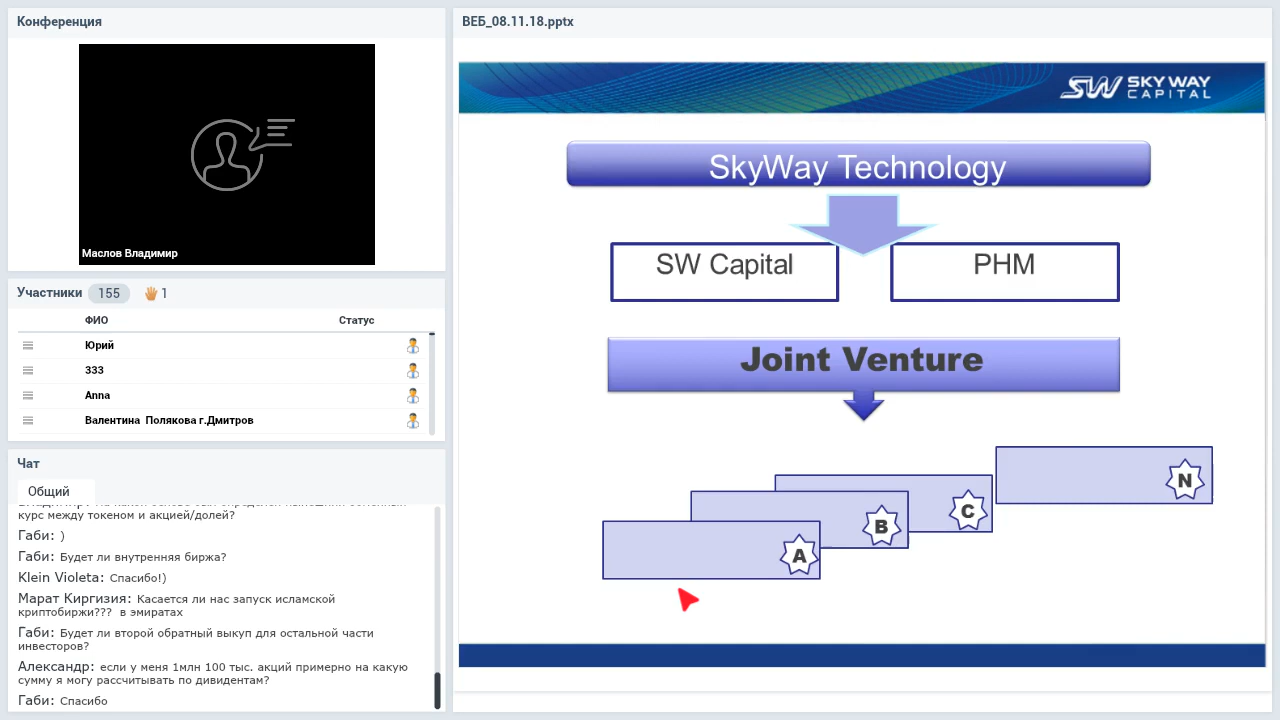 Конференция
Маслов Владимир
Участники 155 1
ФИО Статус
Юрий
333
Anna
Валентина Полякова г.Дмитров
Чат
Общий
курс между токеном и акцией/долей?
Габи: )
Габи: Будет ли внутренняя биржа?
Klein Violeta: Спасибо!)
Марат Киргизия: Касается ли нас запуск исламской
криптобиржи??? в эмиратах
Габи: Будет ли второй обратный выкуп для остальной части
инвесторов?
Александр: если у меня 1млн 100 тыс. акций примерно на какую
сумму я могу рассчитывать по дивидентам?
Габи: Спасибо
ВЕБ_08.11.18.pptx
SW SKY WAY
CAPITAL
SkyWay Technology
SW Capital PHM
Joint Venture
N
C
B
A